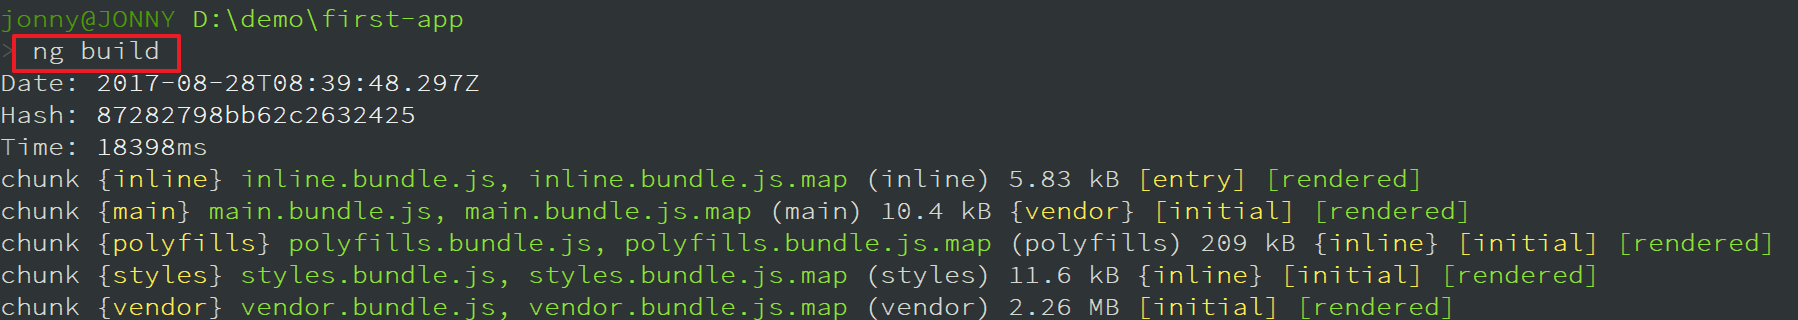 jonny@JONNY D:\demo\first-app
> ng build
Date: 2017-08-28T08:39:48.297Z
Hash: 87282798bb62c2632425
Time: 18398ms
chunk {inline} inline.bundle.js, inline.bundle.js.map (inline) 5.83 kB [entry] [rendered]
chunk {main} main.bundle.js, main.bundle.js.map (main) 10.4 kB {vendor} [initial] [rendered]
chunk {polyfills} polyfills.bundle.js, polyfills.bundle.js.map (polyfills) 209 kB {inline} [initial] [rendered]
chunk {styles} styles.bundle.js, styles.bundle.js.map (styles) 11.6 kB {inline} [initial] [rendered]
chunk {vendor} vendor.bundle.js, vendor.bundle.js.map (vendor) 2.26 MB [initial] [rendered]